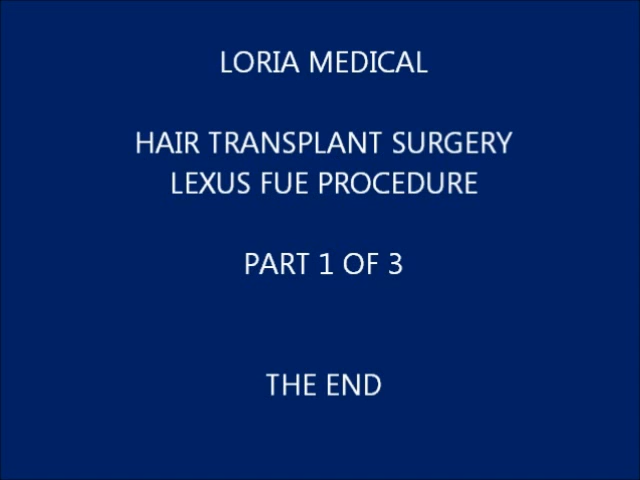 LORIA MEDICAL
HAIR TRANSPLANT SURGERY
LEXUS FUE PROCEDURE
PART 1 OF 3
THE END